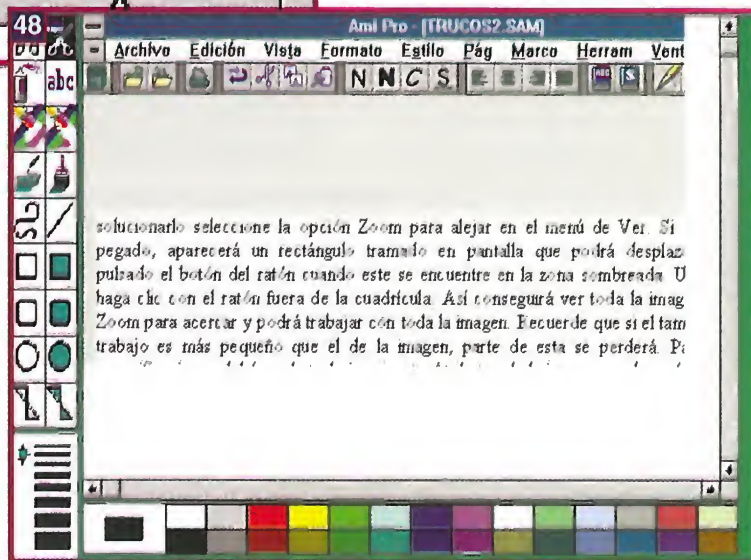 48
Ami Pro - [TRUCOS2.SAM]
Archivo Edición Vista Formato Estilo Pág Marco Herram Vent
abc N N C S ABC S
solucionarlo seleccione la opción Zoom para alejar en el menú de Ver. Si
pegado, aparecerá un rectángulo tramado en pantalla que podrá desplaz
pulsado el botón del ratón cuando este se encuentre en la zona sombreada. U
haga clic con el ratón fuera de la cuadrícula. Así conseguirá ver toda la imag
Zoom para acercar y podrá trabajar con toda la imagen. Recuerde que si el tam
trabajo es más pequeño que el de la imagen, parte de esta se perderá. Pa